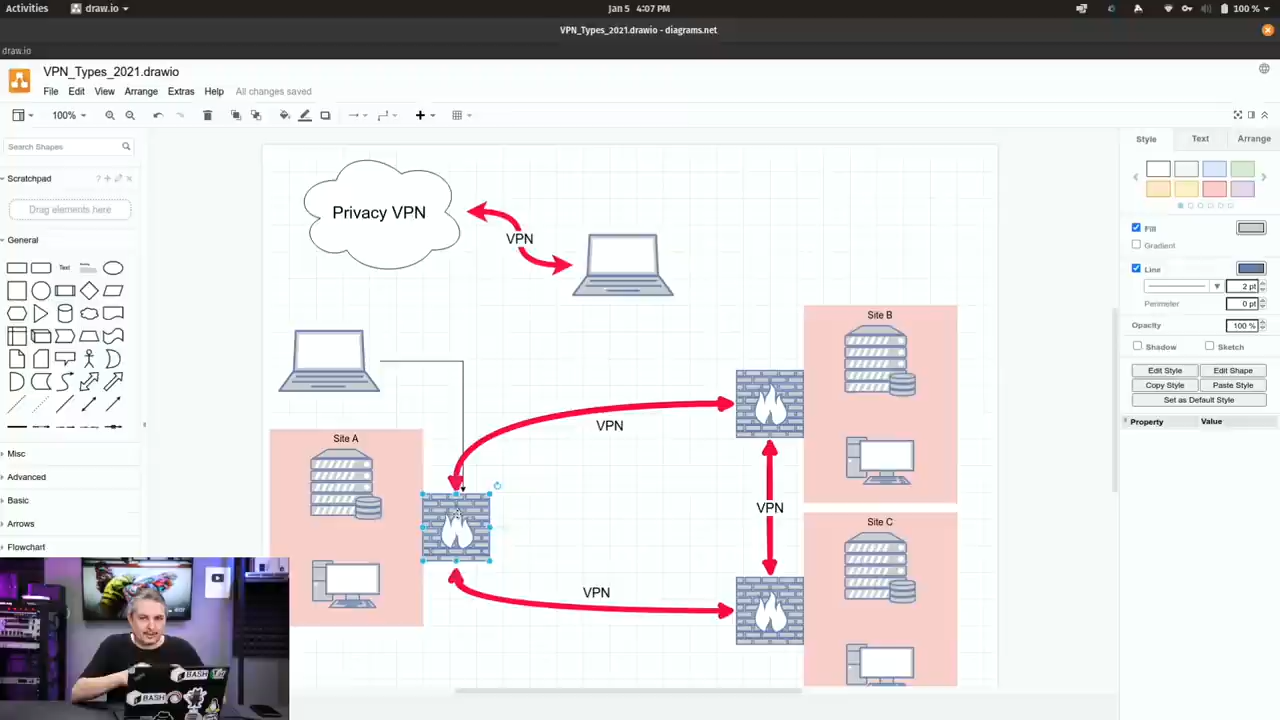 Activities
draw.io
Jan 5 4:07 PM
100 %
VPN_Types_2021.drawio - diagrams.net
draw.io
VPN_Types_2021.drawio
File Edit View Arrange Extras Help All changes saved
100%
Search Shapes
Scratchpad
Drag elements here
General
Text
Misc
Advanced
Basic
Arrows
Flowchart
Privacy VPN
VPN
Site A
VPN
VPN
VPN
Site B
Site C
Style Text Arrange
Fill
Gradient
Line
2 pt
Perimeter 0 pt
Opacity 100 %
Shadow Sketch
Edit Style Edit Shape
Copy Style Paste Style
Set as Default Style
Property Value
BASH
BASH